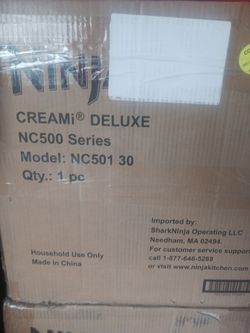 NINJA
CREAMi® DELUXE
NC500 Series
Model: NC501 30
Qty.: 1 pc
Imported by:
SharkNinja Operating LLC
Needham, MA 02494.
For customer service support
call 1-877-646-5288
or visit www.ninjakitchen.com
Household Use Only
Made in China